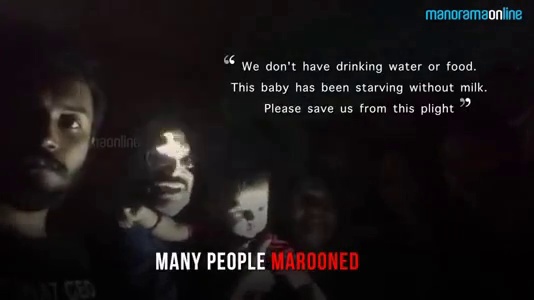 manoramaonline
“ We don't have drinking water or food.
This baby has been starving without milk.
Please save us from this plight ”
MANY PEOPLE MAROONED